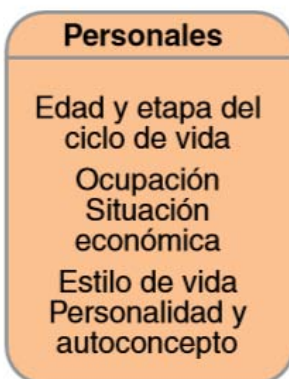 Personales
Edad y etapa del
ciclo de vida
Ocupación
Situación
económica
Estilo de vida
Personalidad y
autoconcepto